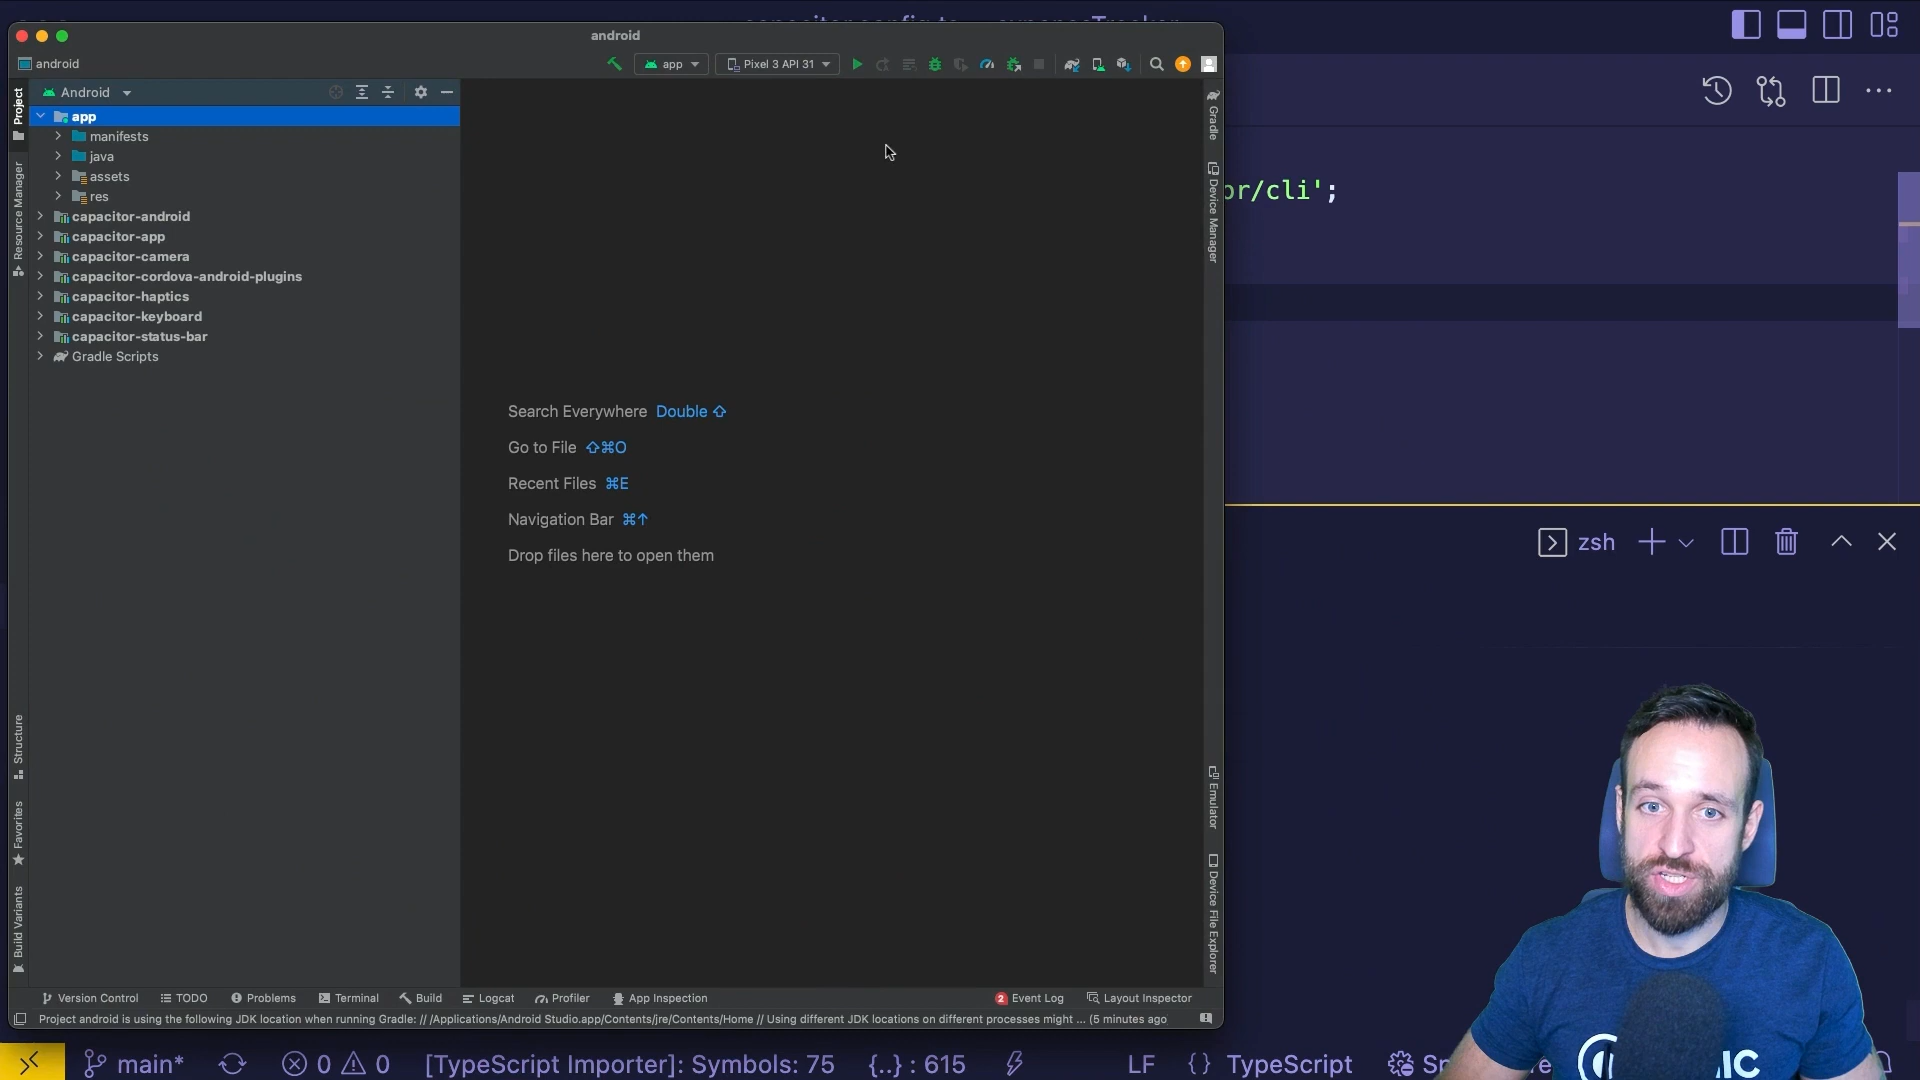 android
android
app
Pixel 3 API 31
Project
Android
app
manifests
java
assets
res
capacitor-android
capacitor-app
capacitor-camera
capacitor-cordova-android-plugins
capacitor-haptics
capacitor-keyboard
capacitor-status-bar
Gradle Scripts
Resource Manager
Structure
Favorites
Build Variants
Search Everywhere Double ⇧
Go to File ⇧⌘O
Recent Files ⌘E
Navigation Bar ⌘↑
Drop files here to open them
Gradle
Device Manager
Emulator
Device File Explorer
or/cli';
zsh
Version Control
TODO
Problems
Terminal
Build
Logcat
Profiler
App Inspection
2 Event Log
Layout Inspector
Project android is using the following JDK location when running Gradle: // /Applications/Android Studio.app/Contents/jre/Contents/Home // Using different JDK locations on different processes might ... (5 minutes ago
main* 0 0 [TypeScript Importer]: Symbols: 75 {..} : 615 LF {} TypeScript
IC